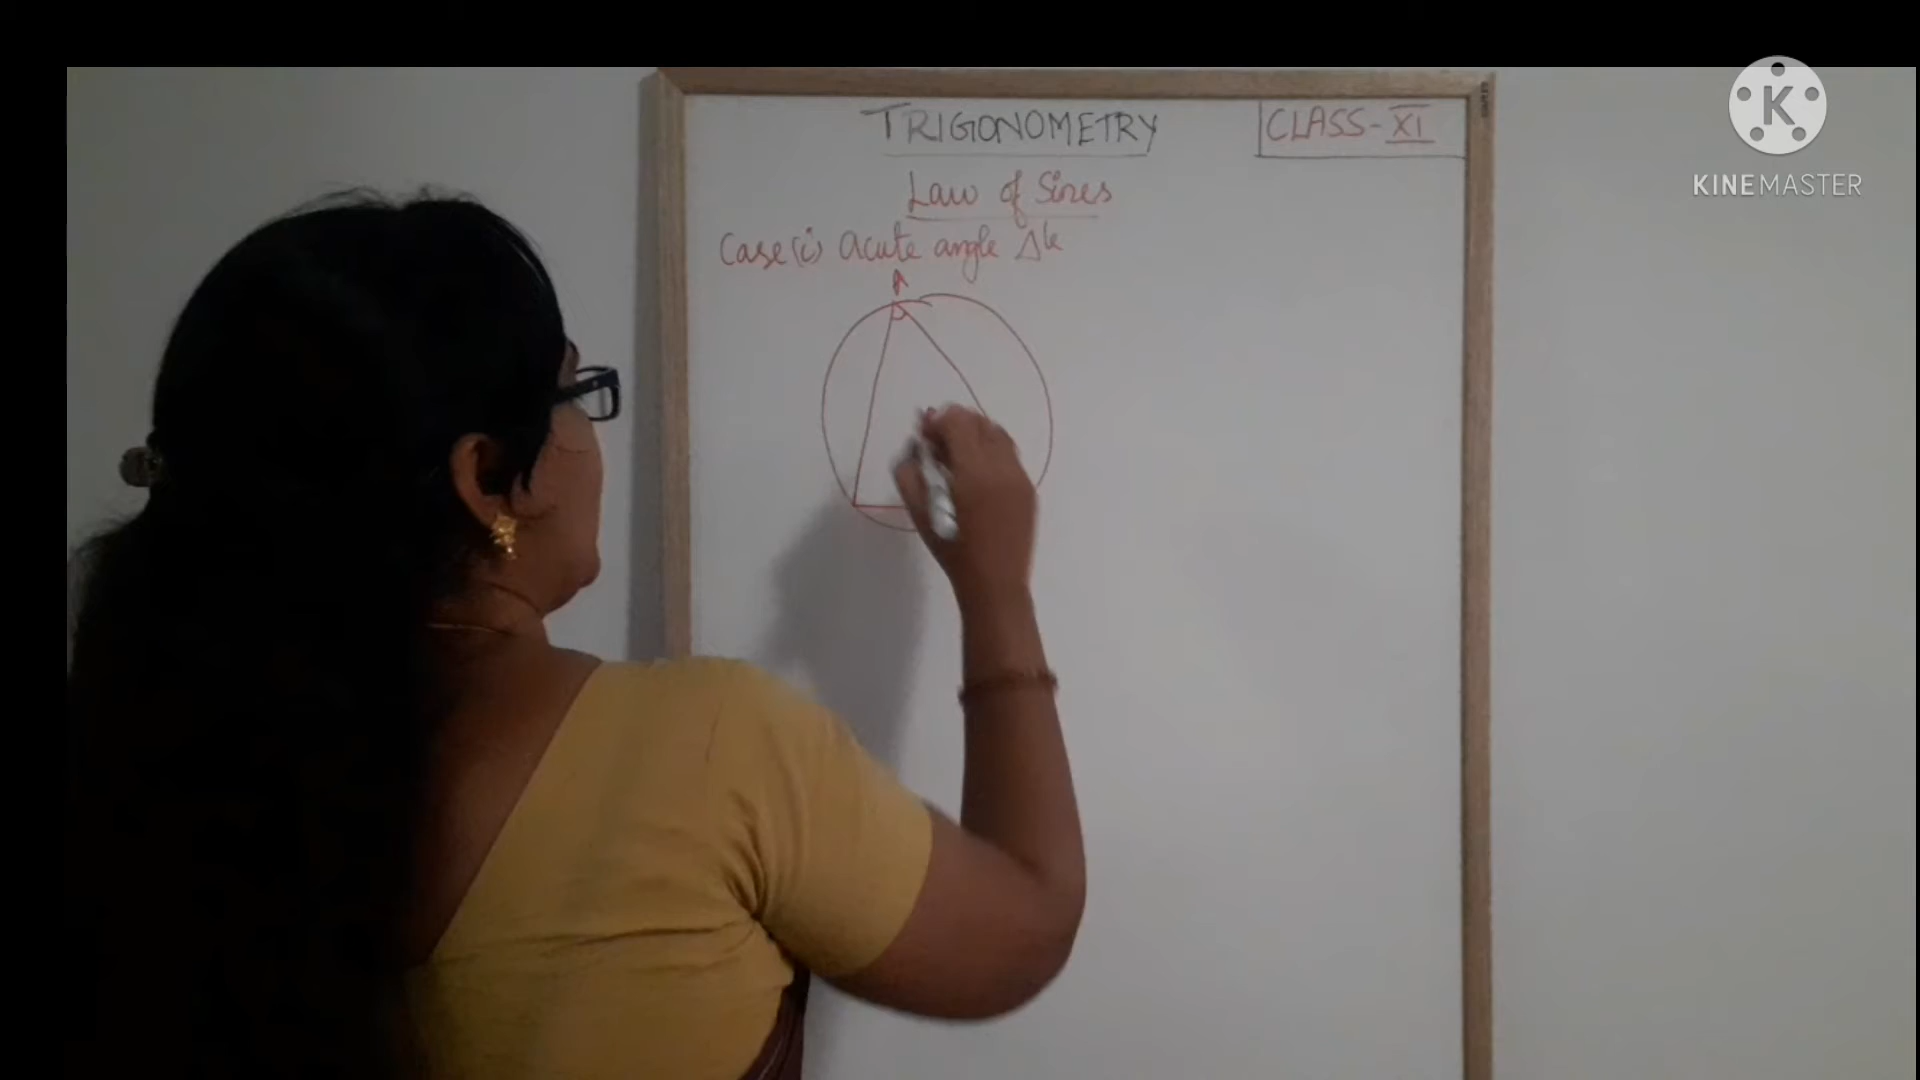 TRIGONOMETRY
CLASS-XI
Law of Sines
Case(i) Acute angle Δle
A
K
KINEMASTER